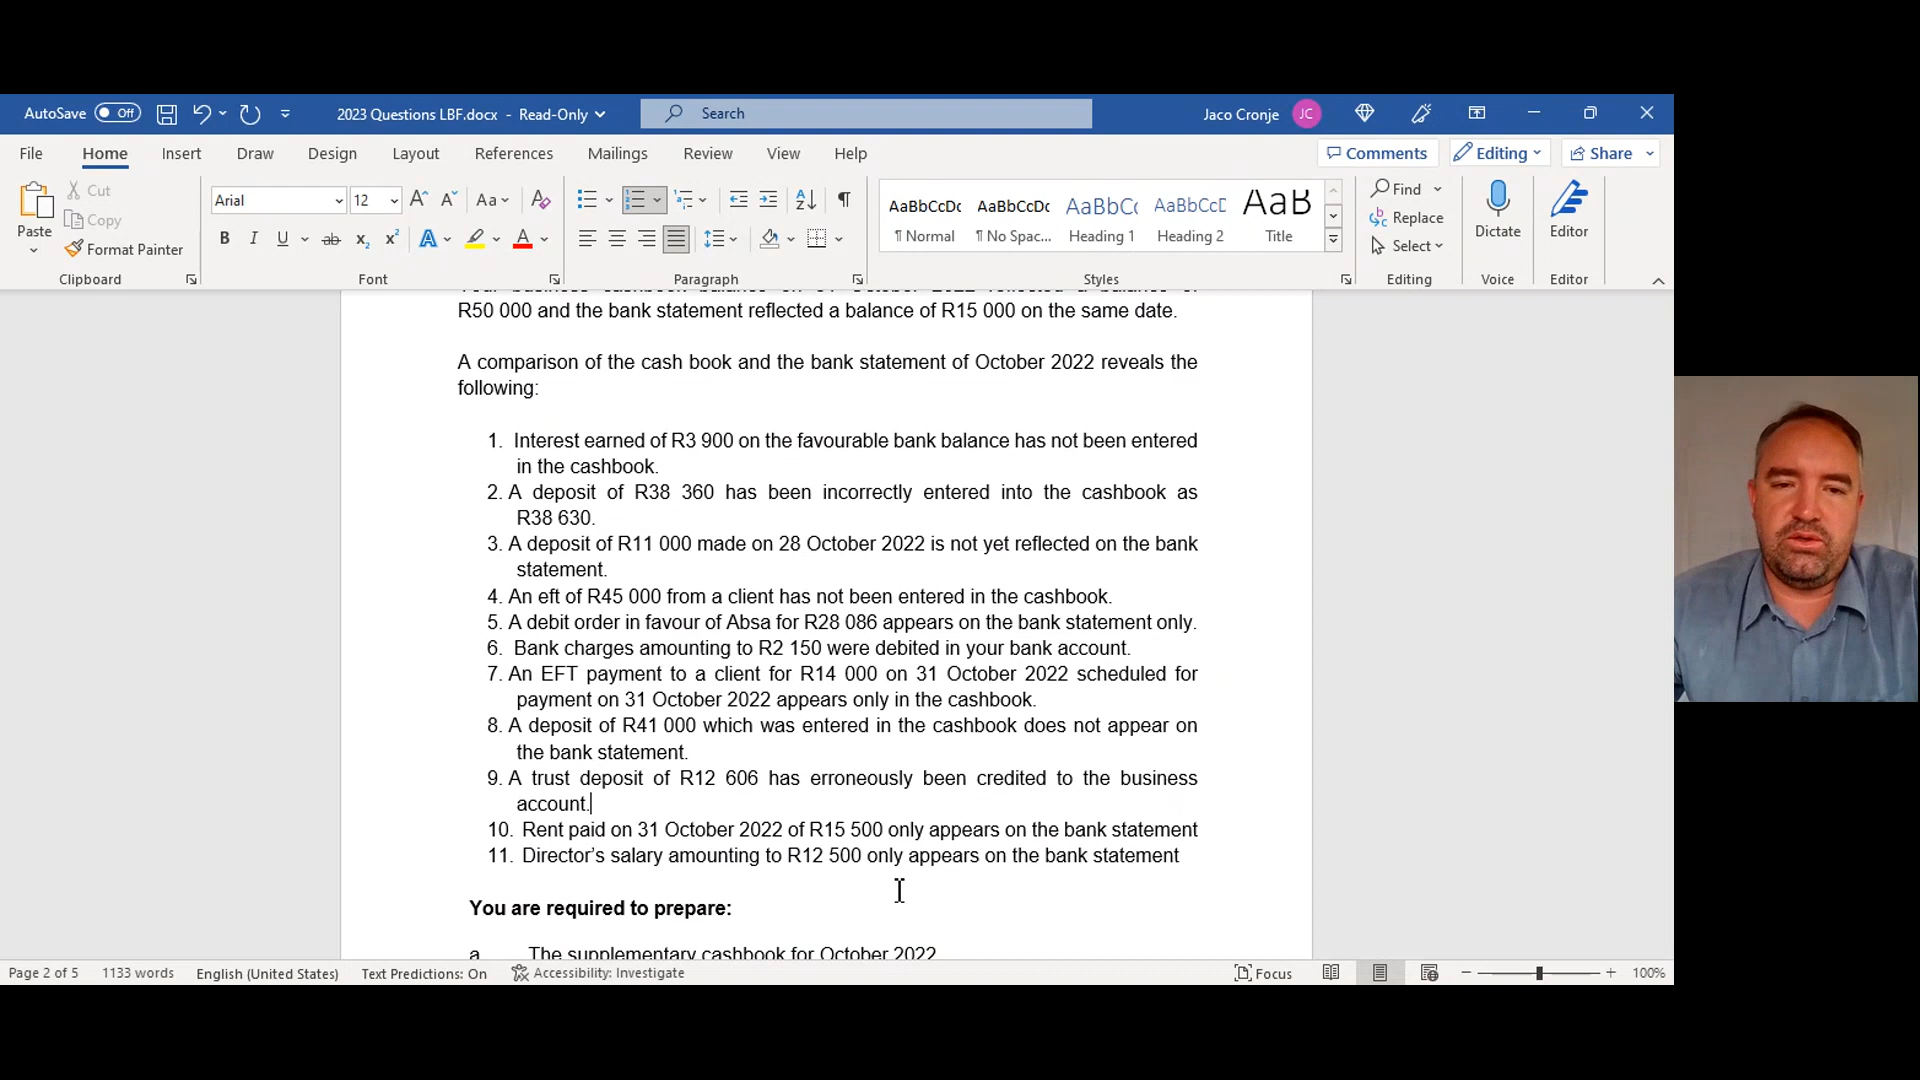 AutoSave Off 2023 Questions LBF.docx - Read-Only Search Jaco Cronje JC
File Home Insert Draw Design Layout References Mailings Review View Help Comments Editing Share
Paste Cut Copy Format Painter
Arial 12 Aa
B I U ab x2 x2 A A
AaBbCcDc AaBbCcDc AaBbCc AaBbCcD AaB
¶ Normal ¶ No Spac... Heading 1 Heading 2 Title
Find Replace Select
Dictate Editor
Clipboard Font Paragraph Styles Editing Voice Editor
Your business cashbook balance on 31 October 2022 reflected a balance of
R50 000 and the bank statement reflected a balance of R15 000 on the same date.
A comparison of the cash book and the bank statement of October 2022 reveals the
following:
1. Interest earned of R3 900 on the favourable bank balance has not been entered
in the cashbook.
2. A deposit of R38 360 has been incorrectly entered into the cashbook as
R38 630.
3. A deposit of R11 000 made on 28 October 2022 is not yet reflected on the bank
statement.
4. An eft of R45 000 from a client has not been entered in the cashbook.
5. A debit order in favour of Absa for R28 086 appears on the bank statement only.
6. Bank charges amounting to R2 150 were debited in your bank account.
7. An EFT payment to a client for R14 000 on 31 October 2022 scheduled for
payment on 31 October 2022 appears only in the cashbook.
8. A deposit of R41 000 which was entered in the cashbook does not appear on
the bank statement.
9. A trust deposit of R12 606 has erroneously been credited to the business
account.
10. Rent paid on 31 October 2022 of R15 500 only appears on the bank statement
11. Director's salary amounting to R12 500 only appears on the bank statement
You are required to prepare:
a The supplementary cashbook for October 2022
Page 2 of 5 1133 words English (United States) Text Predictions: On Accessibility: Investigate Focus 100%